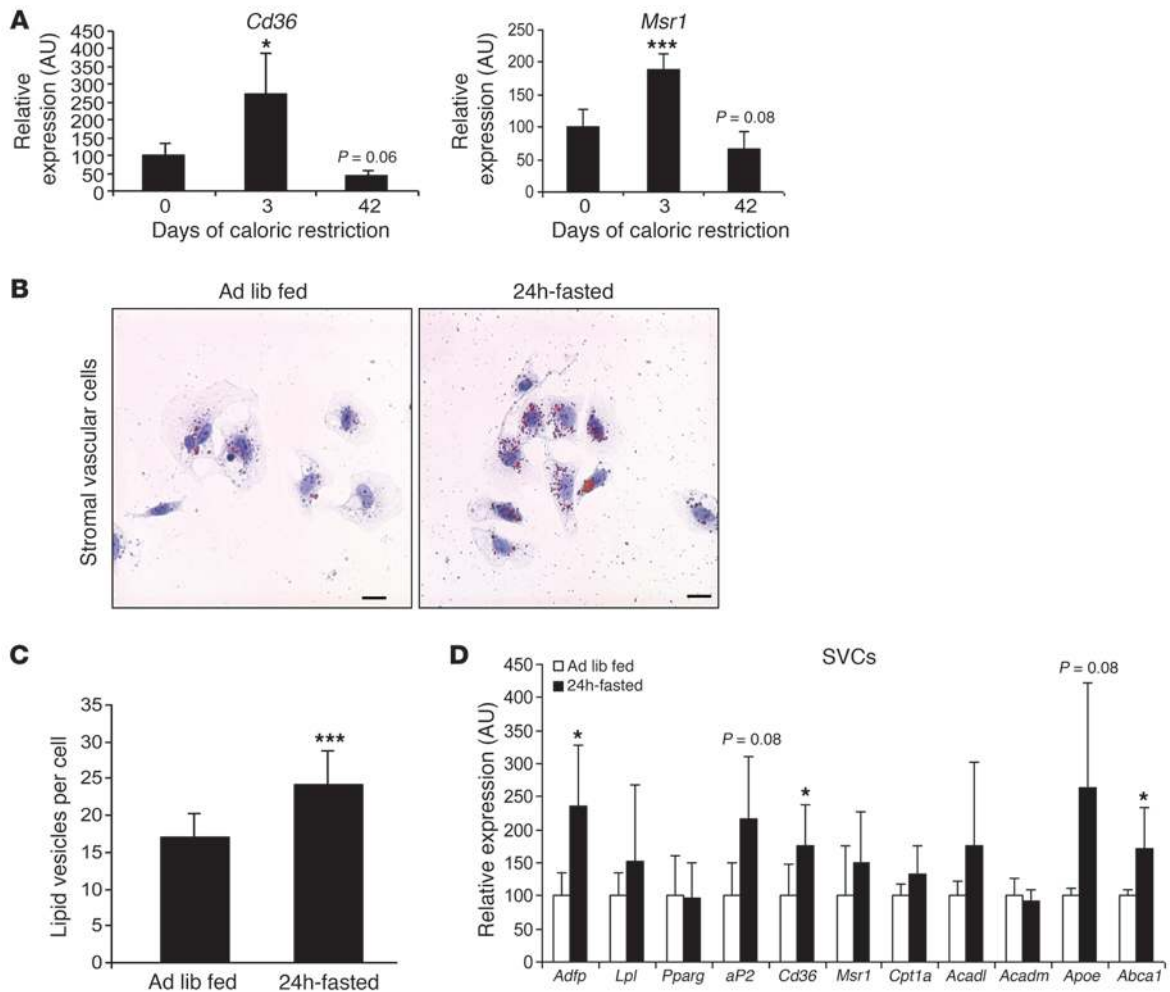 A
Cd36
Relative
expression (AU)
450
400
350
300
250
200
150
100
50
0
*
P = 0.06
0 3 42
Days of caloric restriction
Msr1
Relative
expression (AU)
250
200
150
100
50
0
***
P = 0.08
0 3 42
Days of caloric restriction
B
Ad lib fed 24h-fasted
Stromal vascular cells
C
Lipid vesicles per cell
35
30
25
20
15
10
5
0
***
Ad lib fed 24h-fasted
D
SVCs
Ad lib fed
24h-fasted
Relative expression (AU)
450
400
350
300
250
200
150
100
50
0
*
P = 0.08
*
P = 0.08
*
Adfp Lpl Pparg aP2 Cd36 Msr1 Cpt1a Acadl Acadm Apoe Abca1